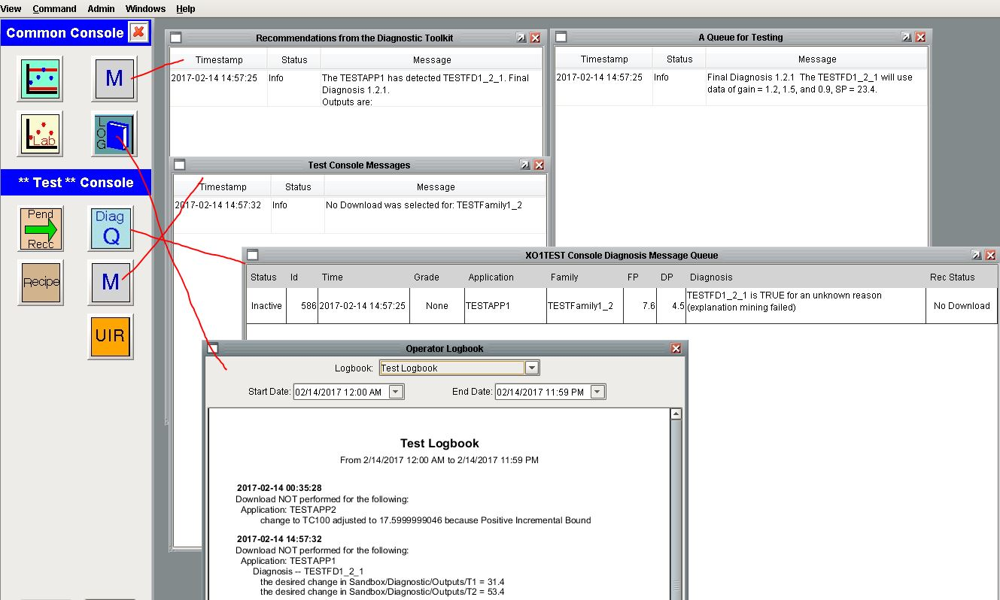 View Command Admin Windows Help
Common Console
M
Lab
LOG
** Test ** Console
Pend
Recc
Diag
Q
Recipe
M
UIR
Recommendations from the Diagnostic Toolkit
Timestamp Status Message
2017-02-14 14:57:25 Info The TESTAPP1 has detected TESTFD1_2_1. Final
Diagnosis 1.2.1.
Outputs are:
A Queue for Testing
Timestamp Status Message
2017-02-14 14:57:25 Info Final Diagnosis 1.2.1 The TESTFD1_2_1 will use
data of gain = 1.2, 1.5, and 0.9, SP = 23.4.
Test Console Messages
Timestamp Status Message
2017-02-14 14:57:32 Info No Download was selected for: TESTFamily1_2
XO1TEST Console Diagnosis Message Queue
Status Id Time Grade Application Family FP DP Diagnosis Rec Status
Inactive 586 2017-02-14 14:57:25 None TESTAPP1 TESTFamily1_2 7.6 4.5 TESTFD1_2_1 is TRUE for an unknown reason No Download
(explanation mining failed)
Operator Logbook
Logbook: Test Logbook
Start Date: 02/14/2017 12:00 AM End Date: 02/14/2017 11:59 PM
Test Logbook
From 2/14/2017 12:00 AM to 2/14/2017 11:59 PM
2017-02-14 00:35:28
Download NOT performed for the following:
Application: TESTAPP2
change to TC100 adjusted to 17.5999999046 because Positive Incremental Bound
2017-02-14 14:57:32
Download NOT performed for the following:
Application: TESTAPP1
Diagnosis -- TESTFD1_2_1
the desired change in Sandbox/Diagnostic/Outputs/T1 = 31.4
the desired change in Sandbox/Diagnostic/Outputs/T2 = 53.4